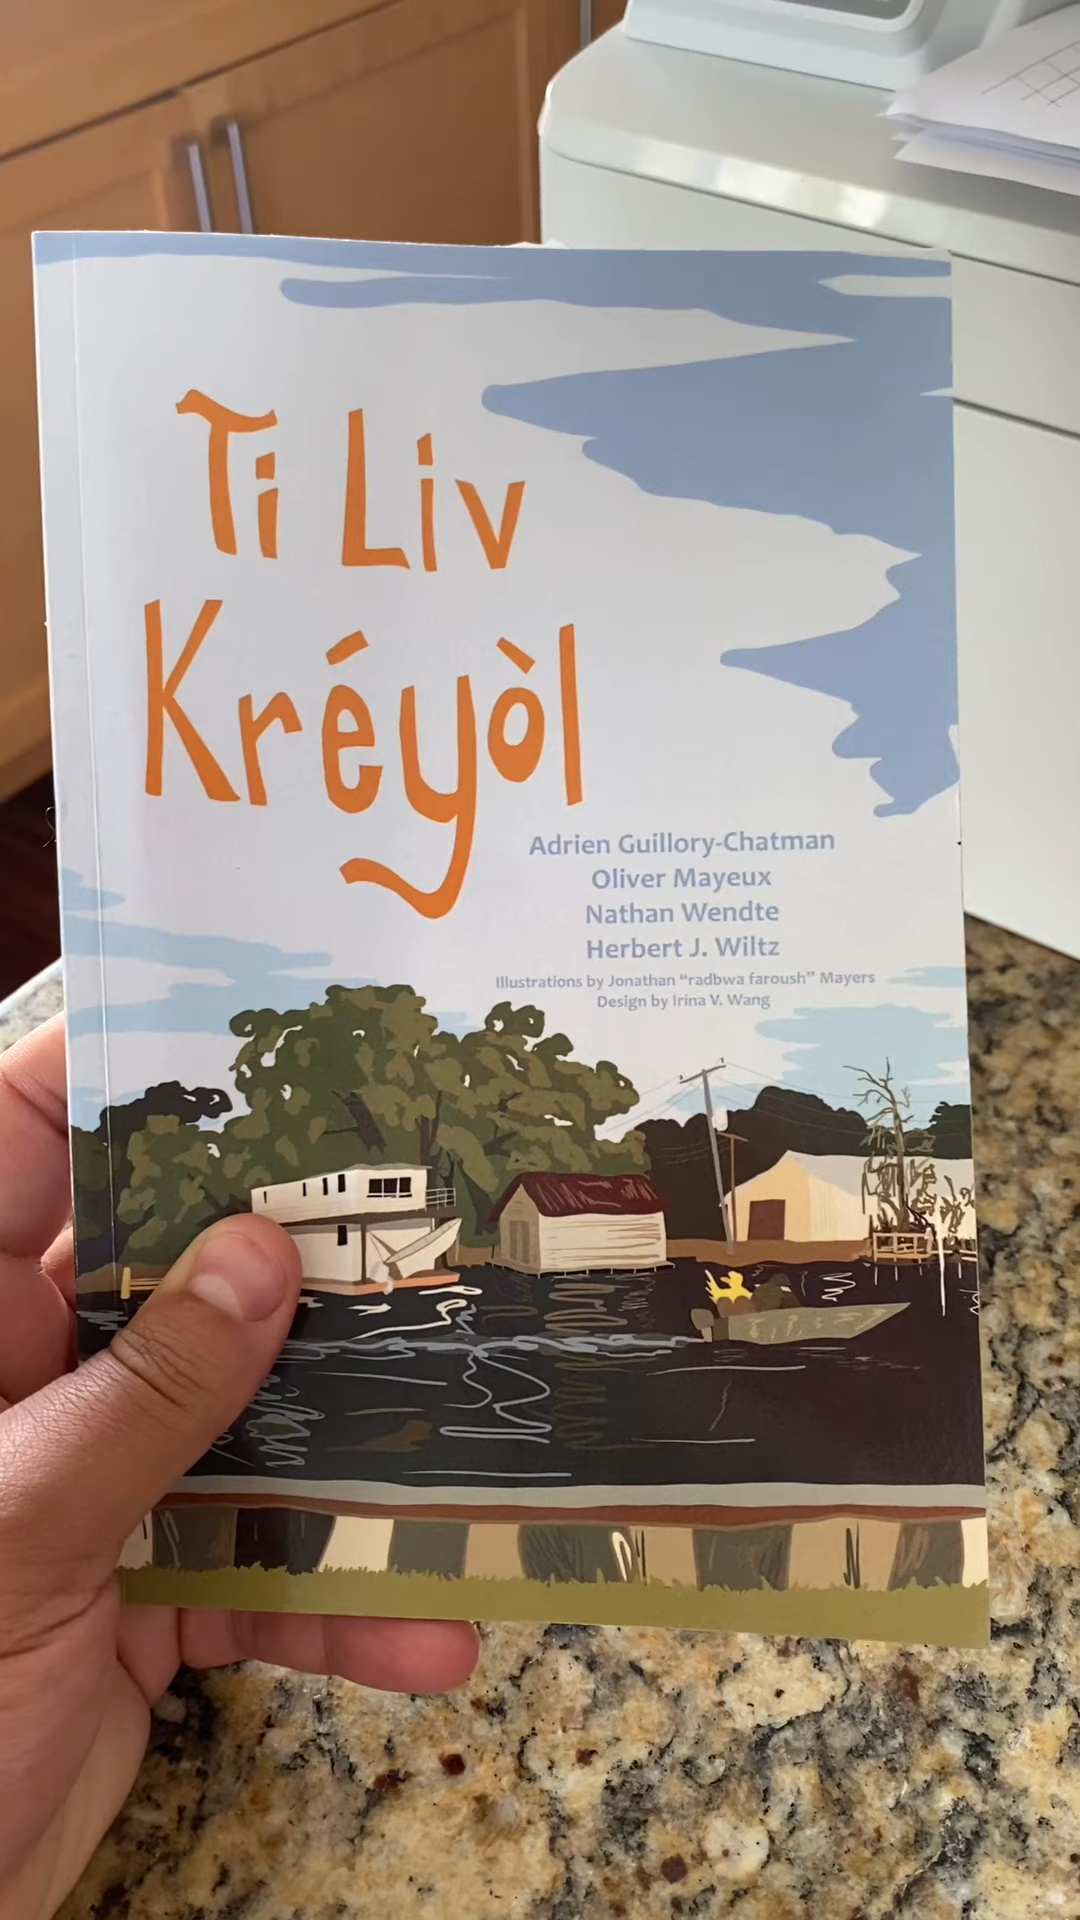 Ti Liv
Kréyòl
Adrien Guillory-Chatman
Oliver Mayeux
Nathan Wendte
Herbert J. Wiltz
Illustrations by Jonathan “radbwa faroush” Mayers
Design by Irina V. Wang